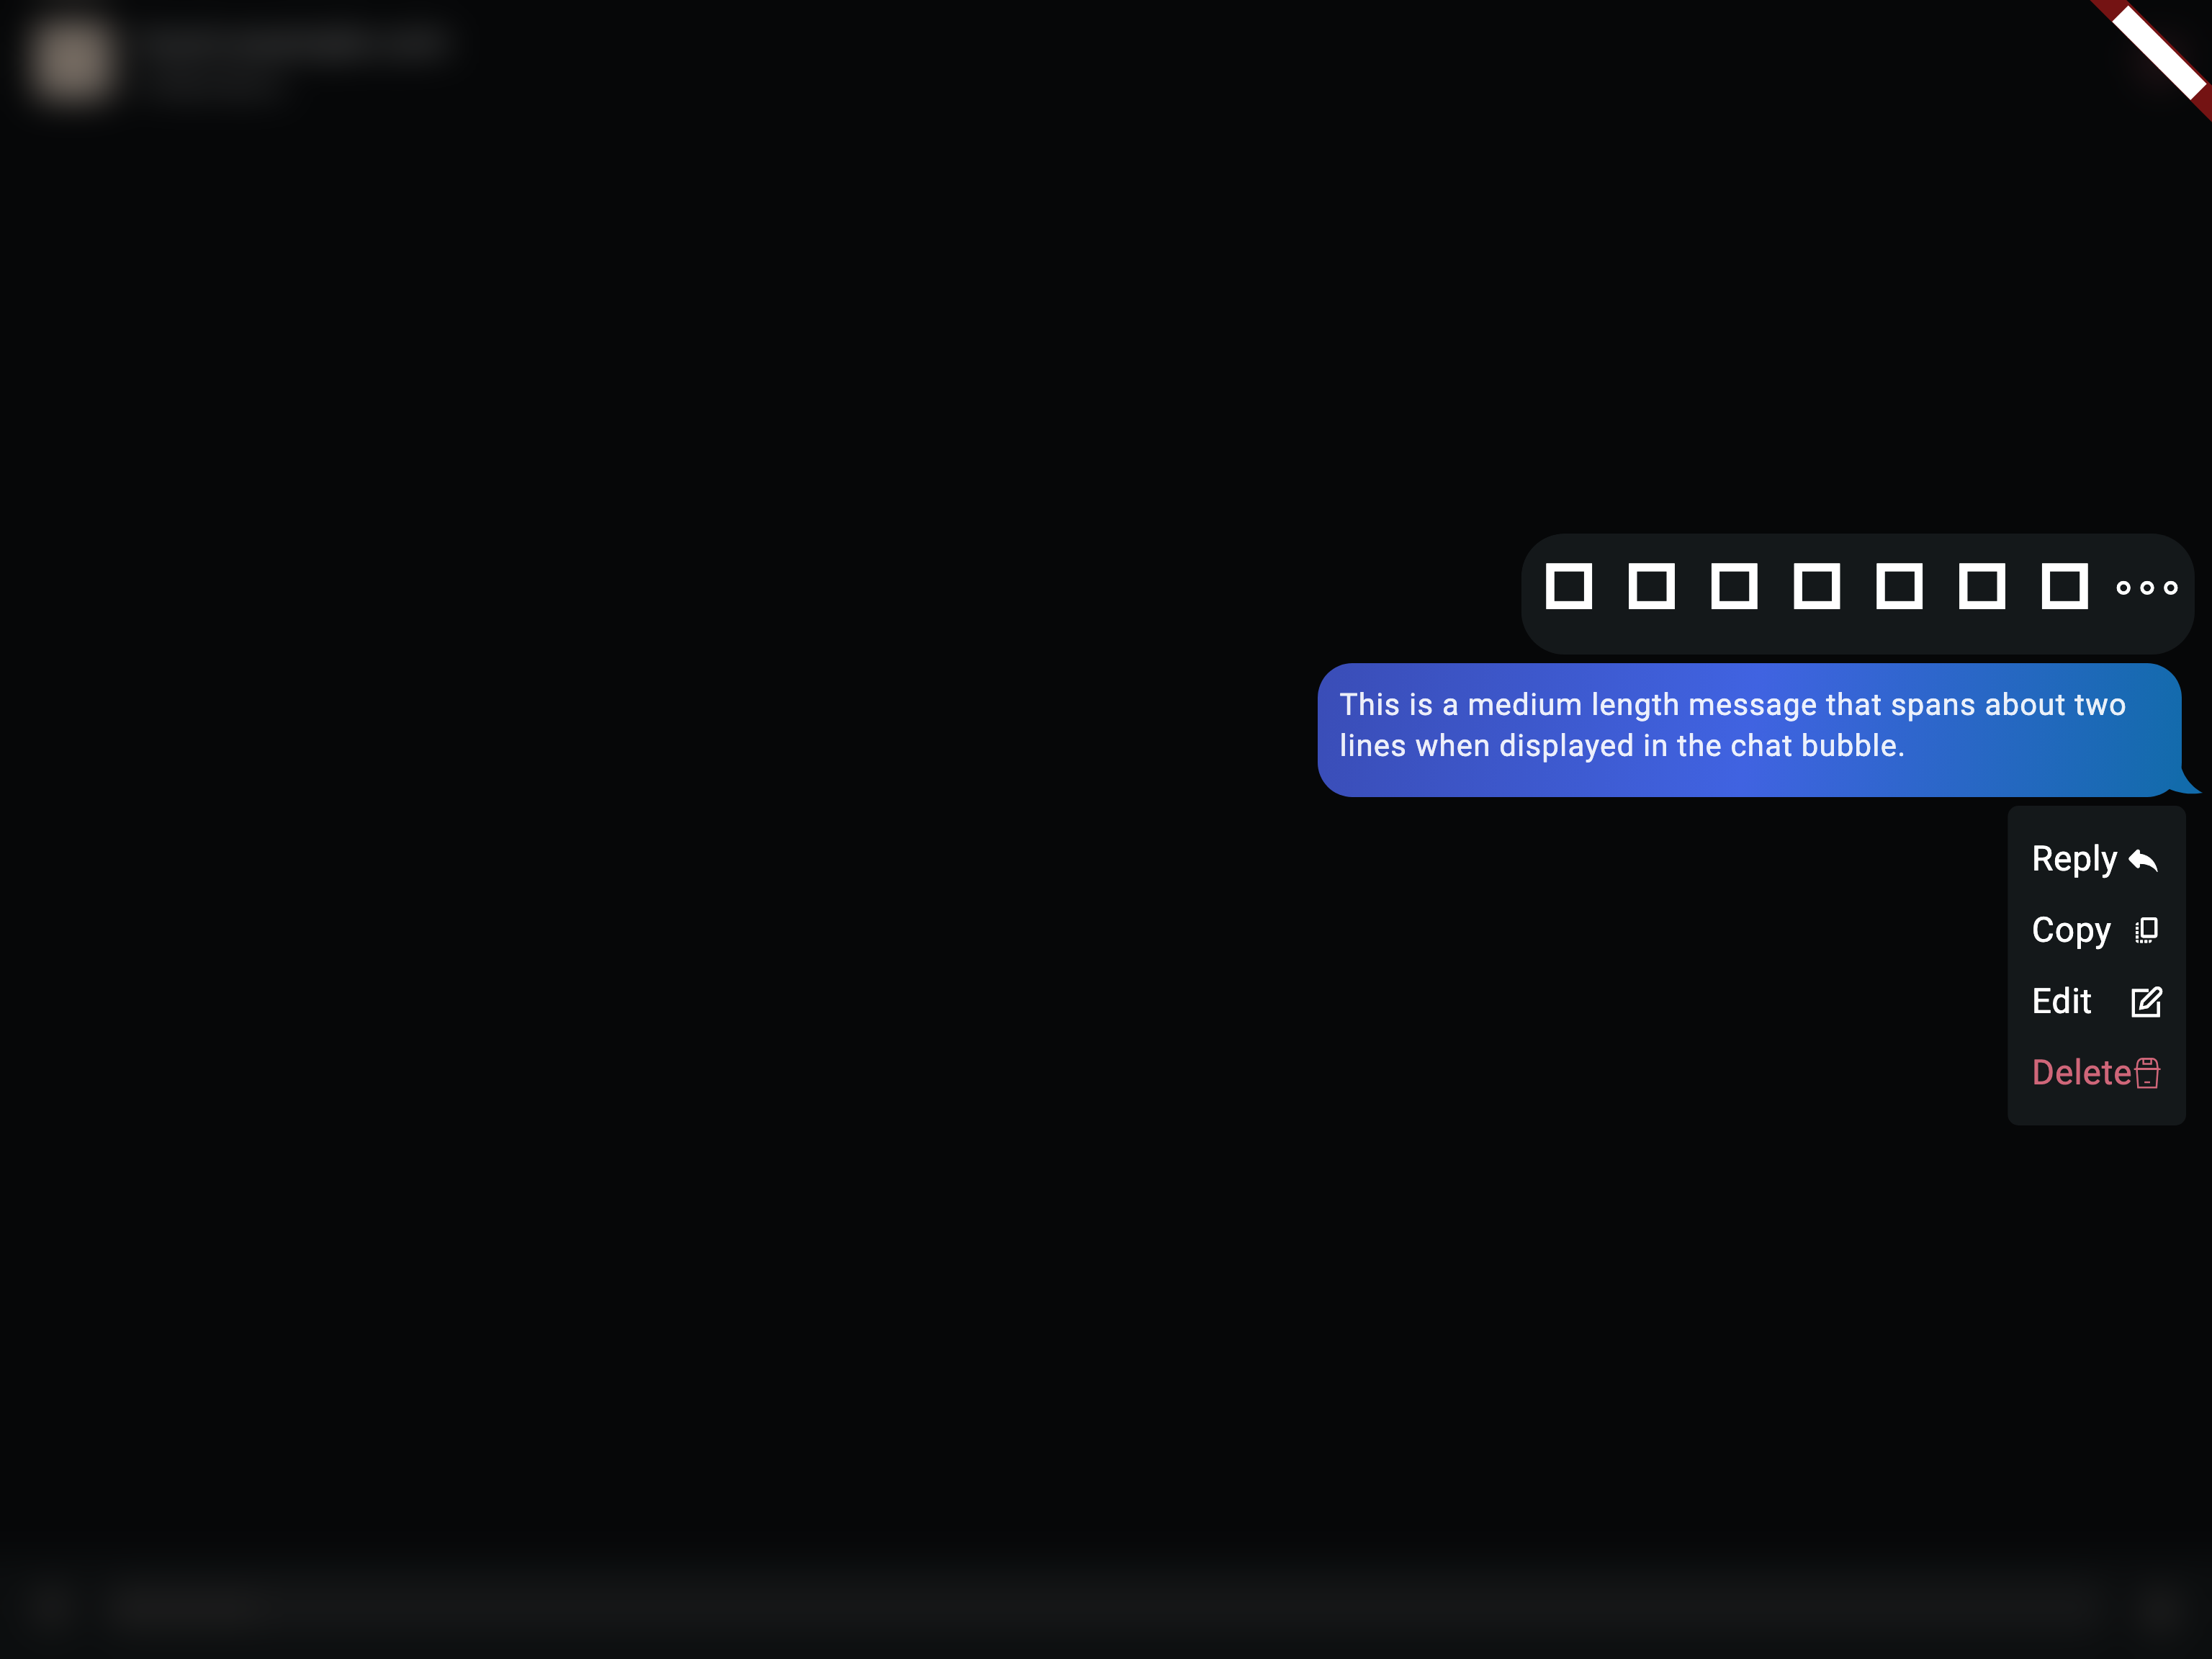 This is a medium length message that spans about two
lines when displayed in the chat bubble.
Reply
Copy
Edit
Delete